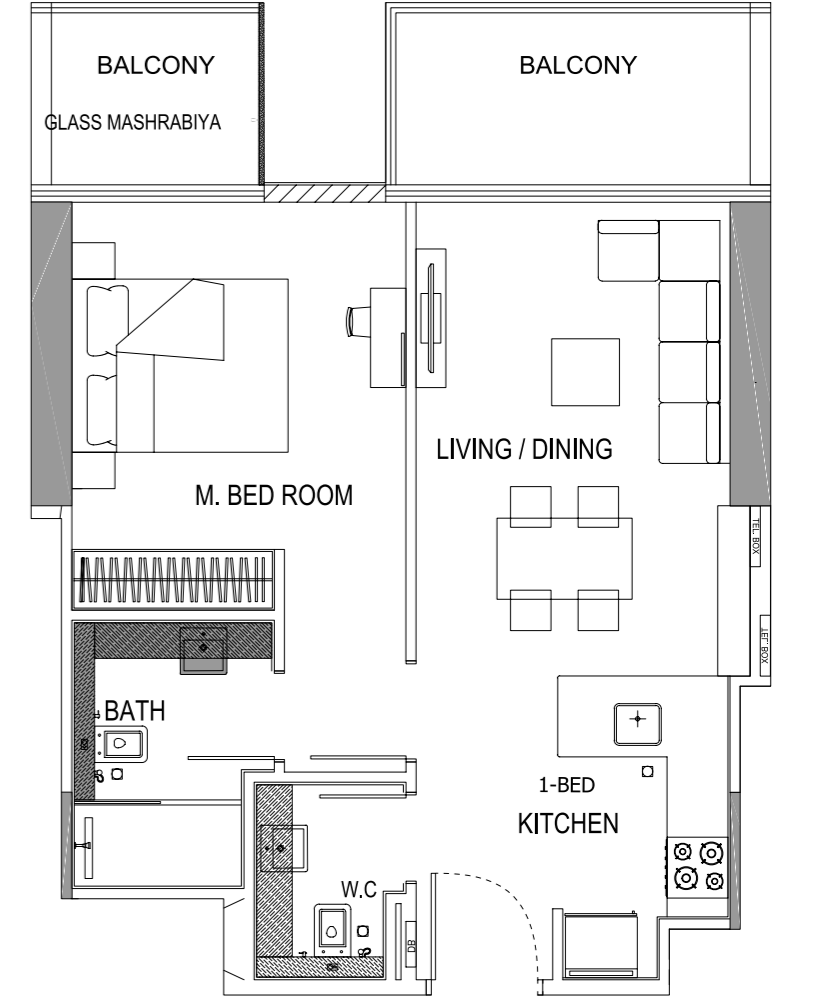 BALCONY
BALCONY
GLASS MASHRABIYA
LIVING / DINING
M. BED ROOM
TEL. BOX
TEL. BOX
BATH
1-BED
KITCHEN
W.C
DB